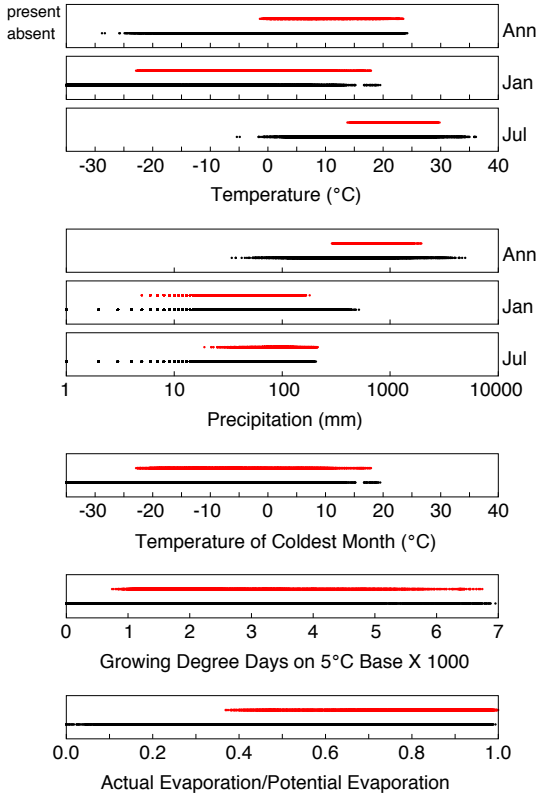 present
absent
Ann
Jan
Jul
-30 -20 -10 0 10 20 30 40
Temperature (°C)
Ann
Jan
Jul
1 10 100 1000 10000
Precipitation (mm)
-30 -20 -10 0 10 20 30 40
Temperature of Coldest Month (°C)
0 1 2 3 4 5 6 7
Growing Degree Days on 5°C Base X 1000
0.0 0.2 0.4 0.6 0.8 1.0
Actual Evaporation/Potential Evaporation